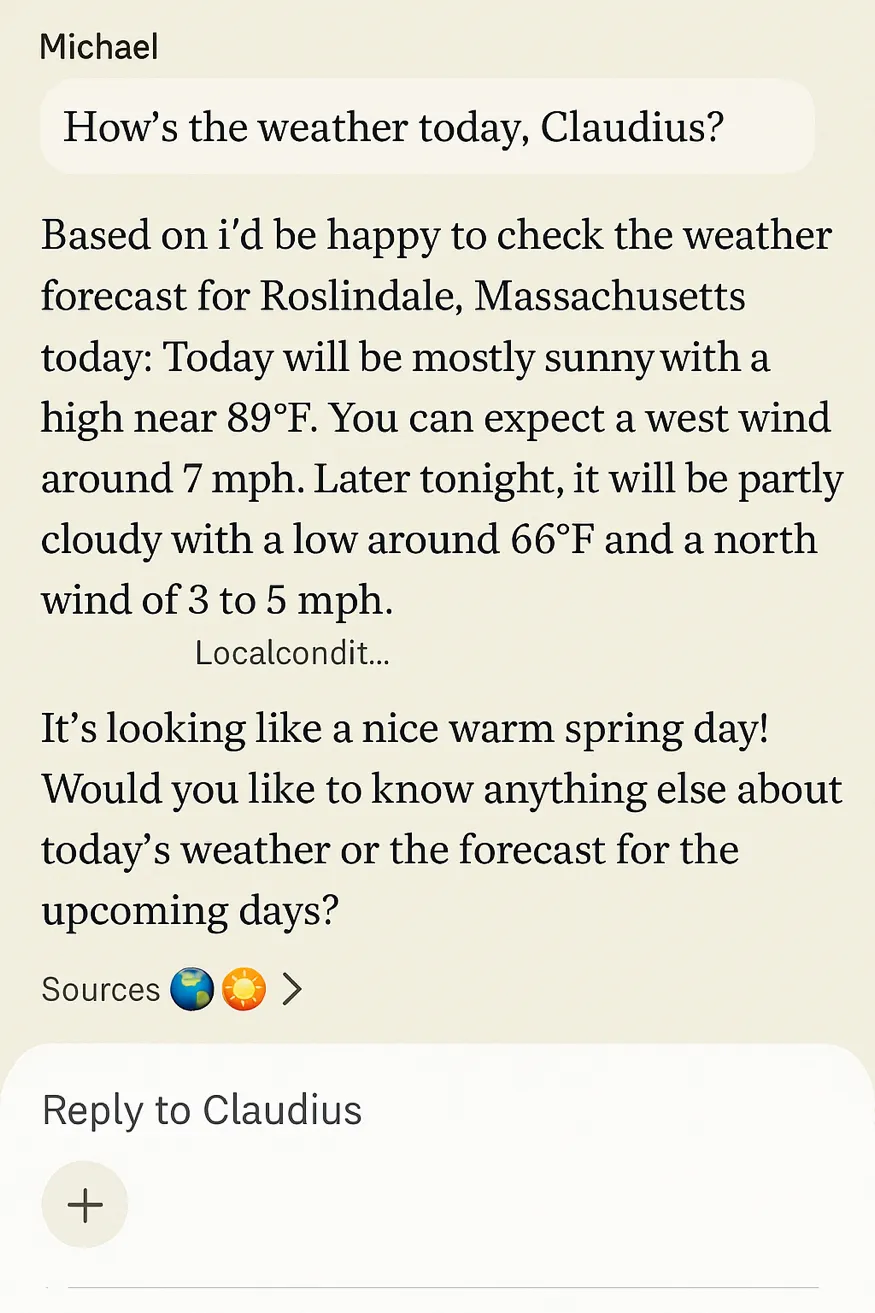 Michael
How’s the weather today, Claudius?
Based on i'd be happy to check the weather
forecast for Roslindale, Massachusetts
today: Today will be mostly sunny with a
high near 89°F. You can expect a west wind
around 7 mph. Later tonight, it will be partly
cloudy with a low around 66°F and a north
wind of 3 to 5 mph.
Localcondit...
It’s looking like a nice warm spring day!
Would you like to know anything else about
today’s weather or the forecast for the
upcoming days?
Sources
Reply to Claudius